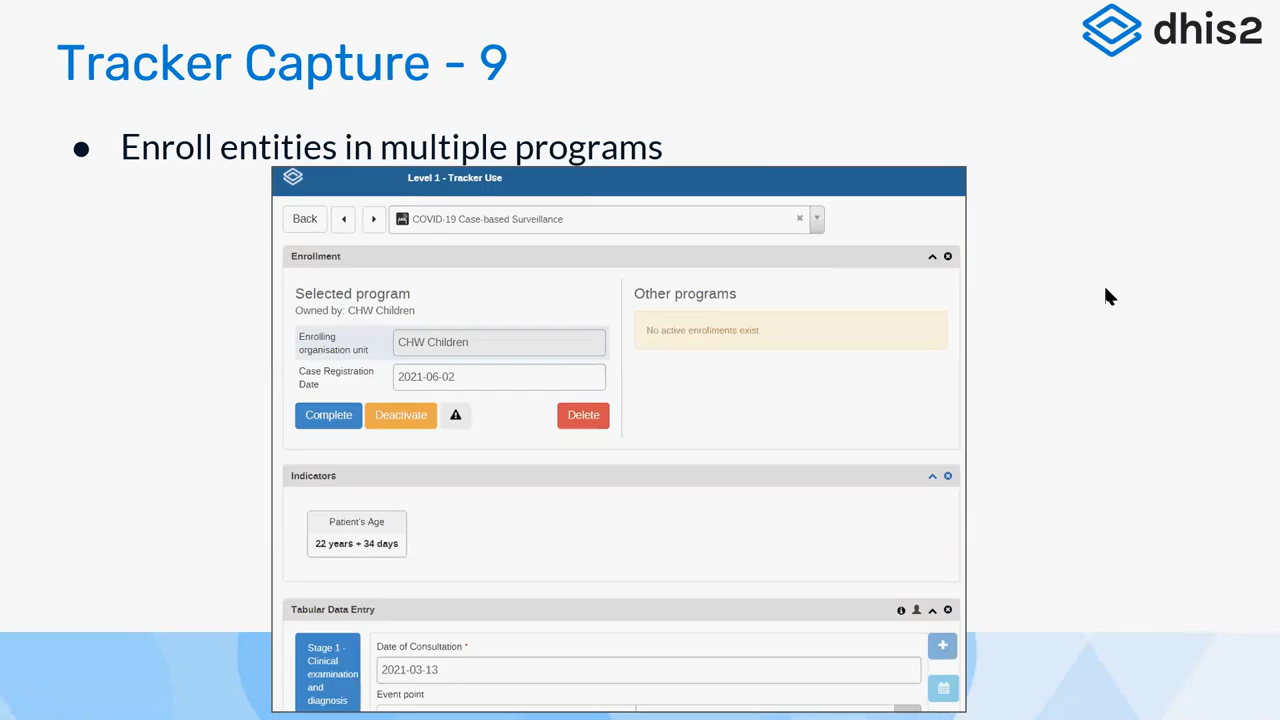 dhis2
Tracker Capture - 9
● Enroll entities in multiple programs
Level 1 - Tracker Use
Back
COVID-19 Case-based Surveillance
Enrollment
Selected program
Owned by: CHW Children
Enrolling
organisation unit
CHW Children
Case Registration
Date
2021-06-02
Complete
Deactivate
Delete
Other programs
No active enrollments exist
Indicators
Patient's Age
22 years + 34 days
Tabular Data Entry
Stage 1 -
Clinical
examination
and
diagnosis
Date of Consultation *
2021-03-13
Event point